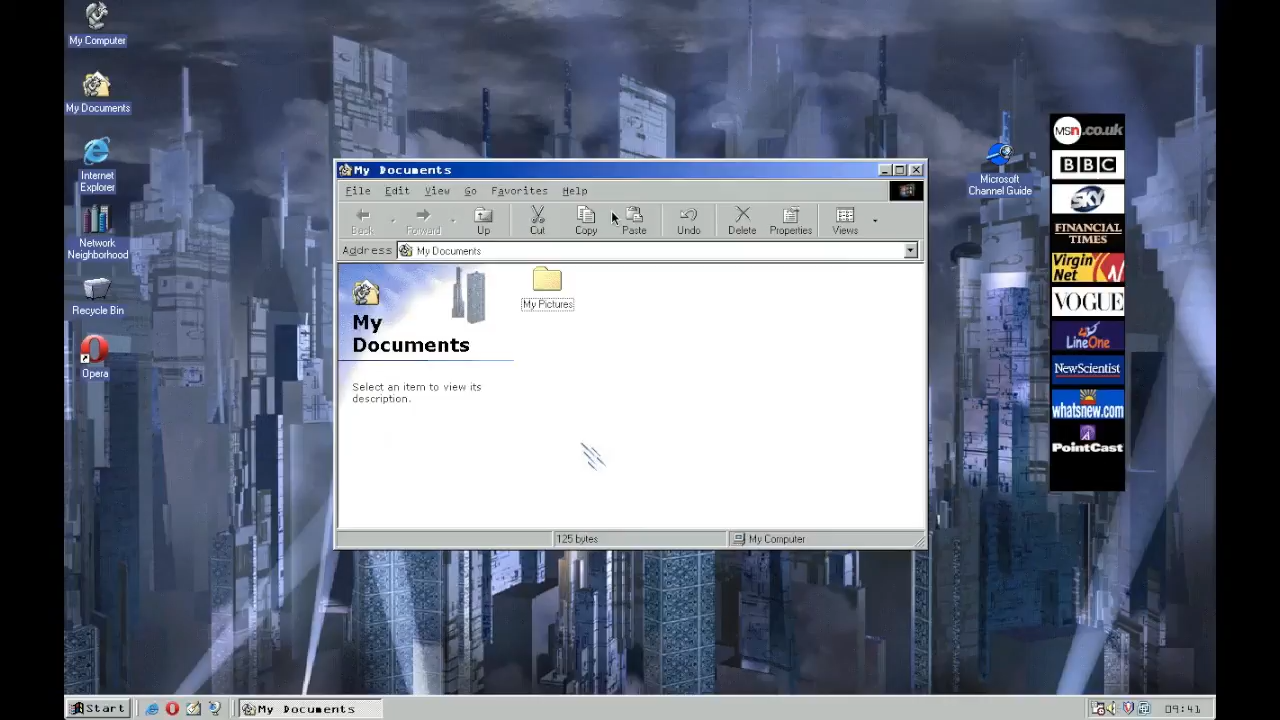 My Computer
My Documents
Internet
Explorer
Network
Neighborhood
Recycle Bin
Opera
My Documents
File Edit View Go Favorites Help
Back Forward Up Cut Copy Paste Undo Delete Properties Views
Address My Documents
My
Documents
Select an item to view its
description.
My Pictures
125 bytes
My Computer
Microsoft
Channel Guide
msn.co.uk
BBC
SKY
FINANCIAL
TIMES
Virgin
Net
VOGUE
LineOne
NewScientist
whatsnew.com
PointCast
Start
My Documents
09:41